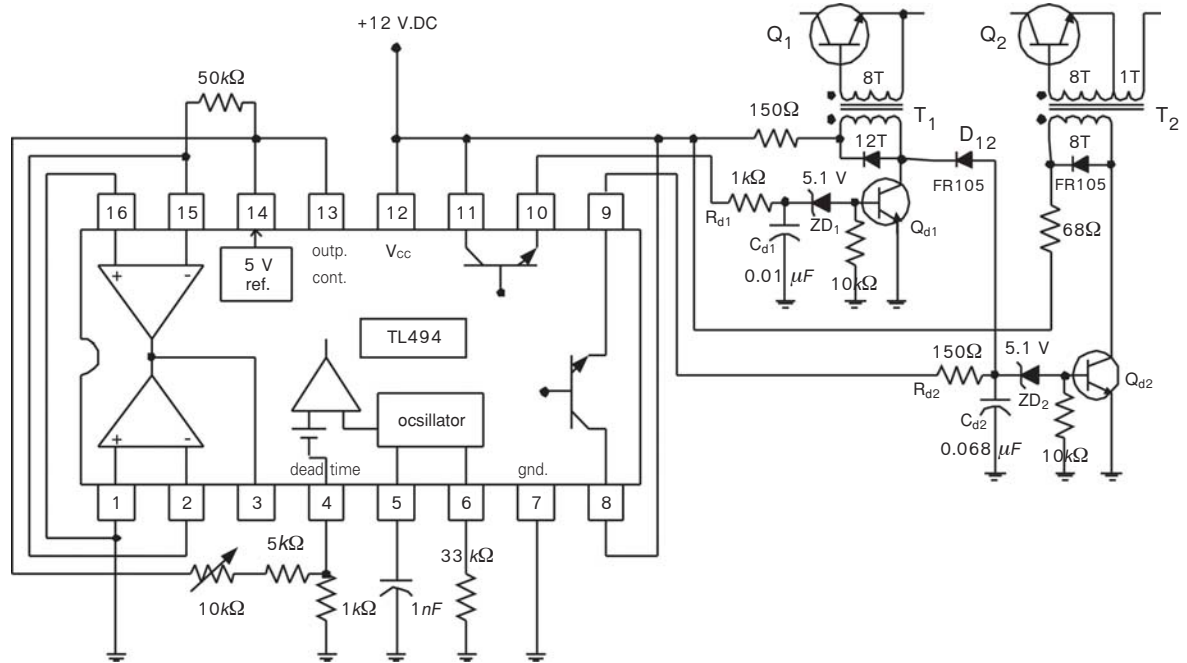 +12 V.DC
Q1
Q2
50kΩ
8T
8T
1T
150Ω
T1
T2
12T
D12
8T
FR105
FR105
16
15
14
13
12
11
10
9
1kΩ
5.1 V
Rd1
Cd1
ZD1
Qd1
68Ω
0.01 μF
10kΩ
+
-
5 V
ref.
outp.
cont.
Vcc
TL494
150Ω
5.1 V
Rd2
Cd2
ZD2
Qd2
0.068 μF
10kΩ
ocsillator
+
-
dead time
gnd.
1
2
3
4
5
6
7
8
5kΩ
33 kΩ
10kΩ
1kΩ
1nF